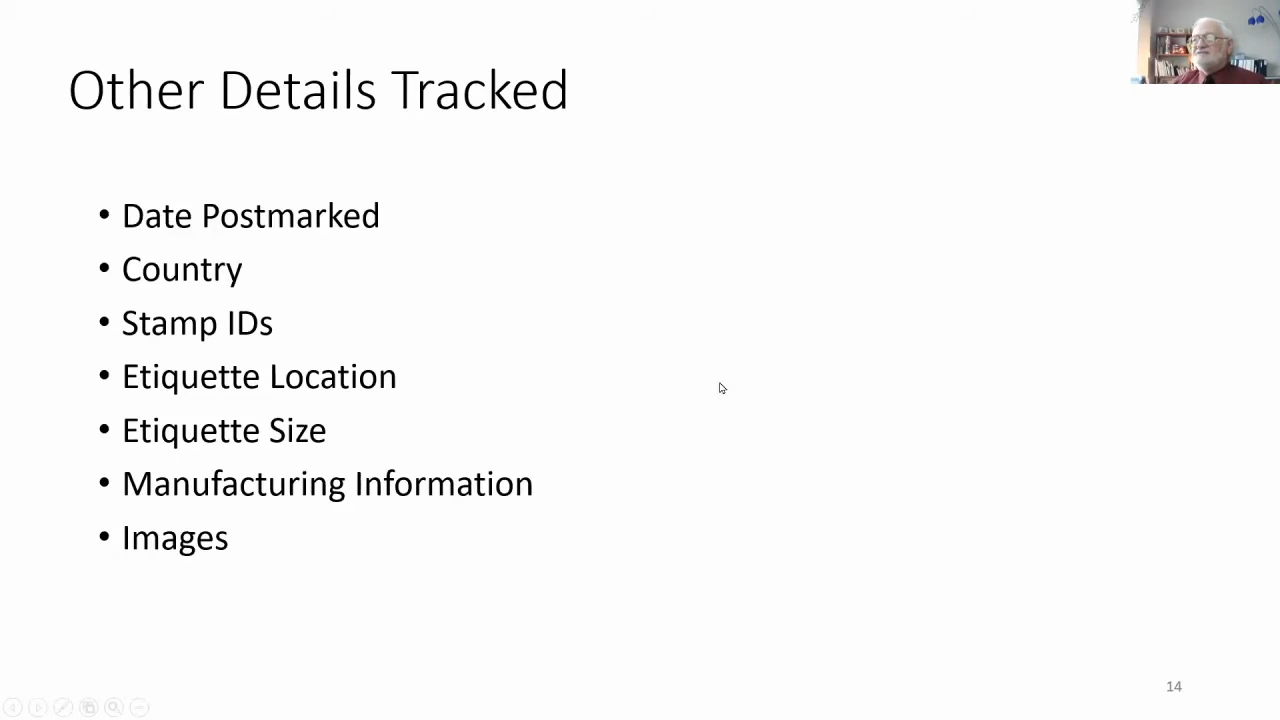 Other Details Tracked
• Date Postmarked
• Country
• Stamp IDs
• Etiquette Location
• Etiquette Size
• Manufacturing Information
• Images
14